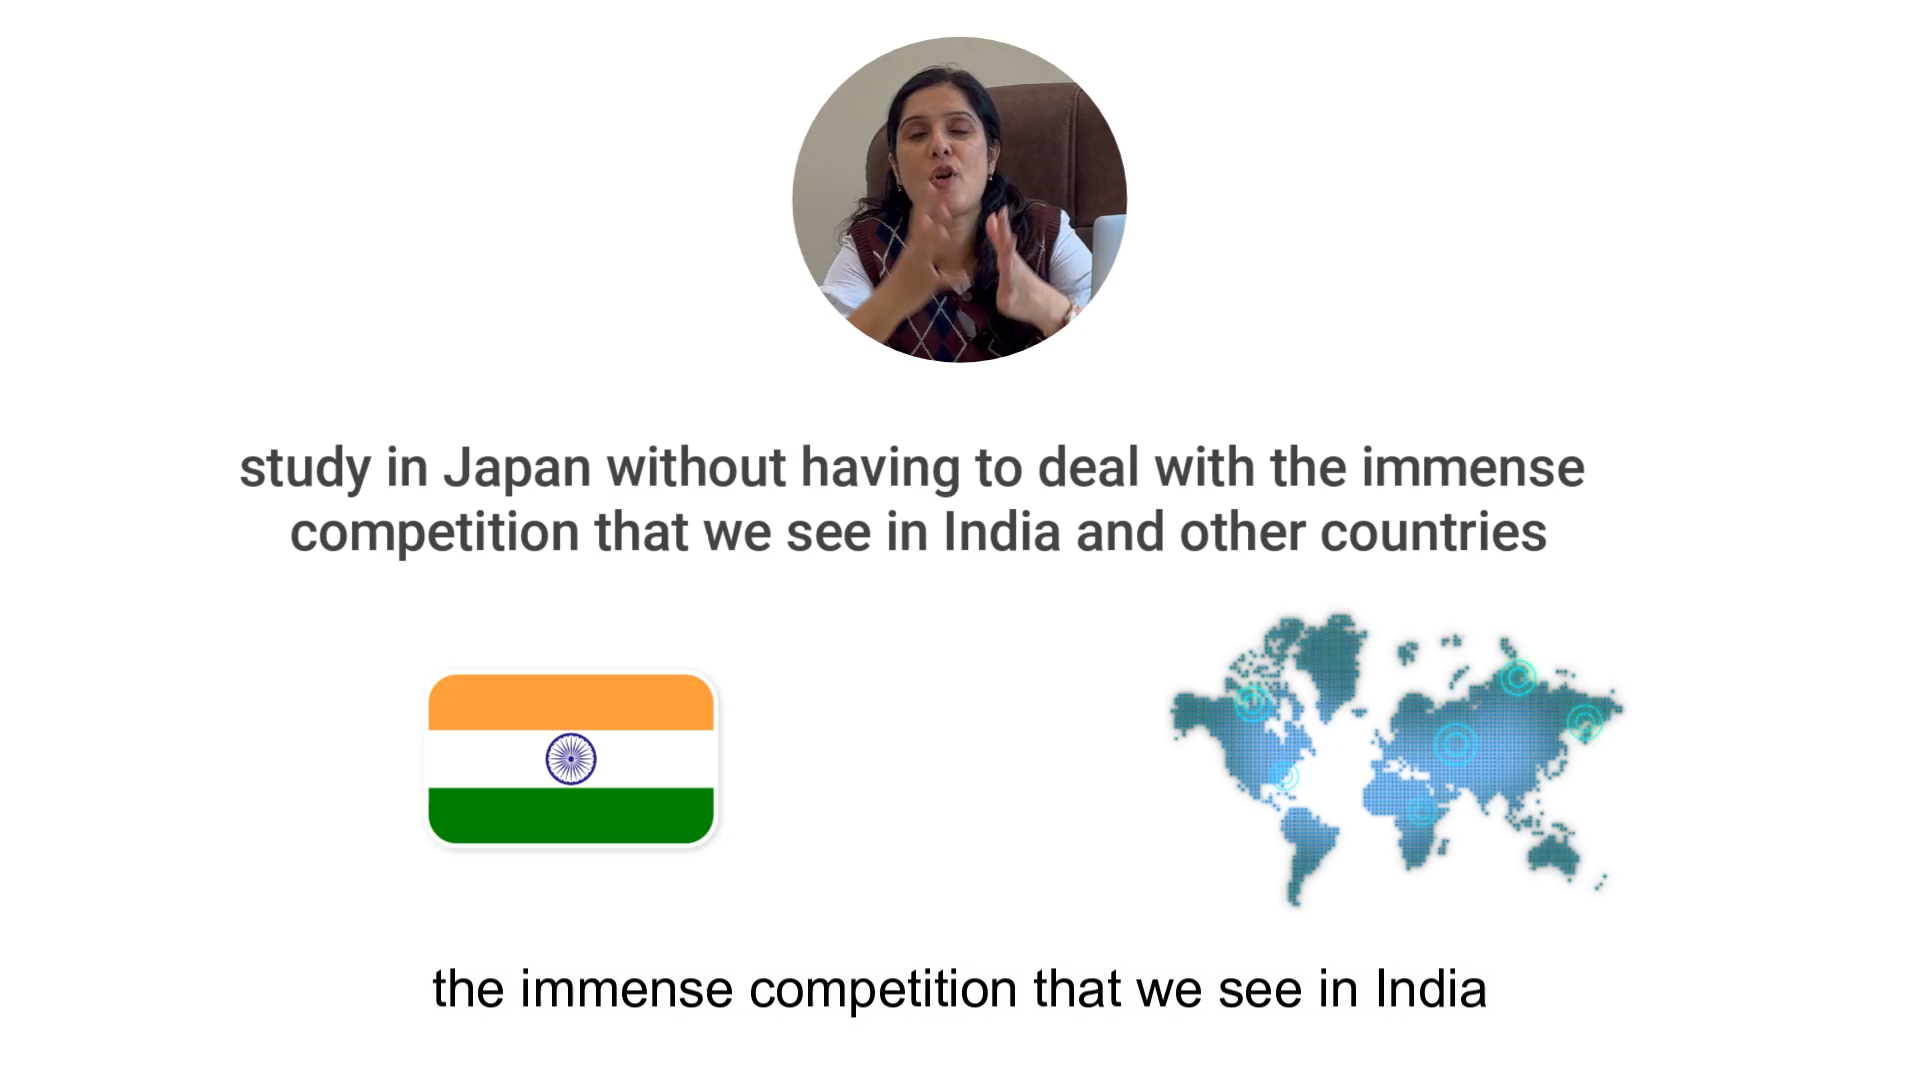 study in Japan without having to deal with the immense
competition that we see in India and other countries
the immense competition that we see in India